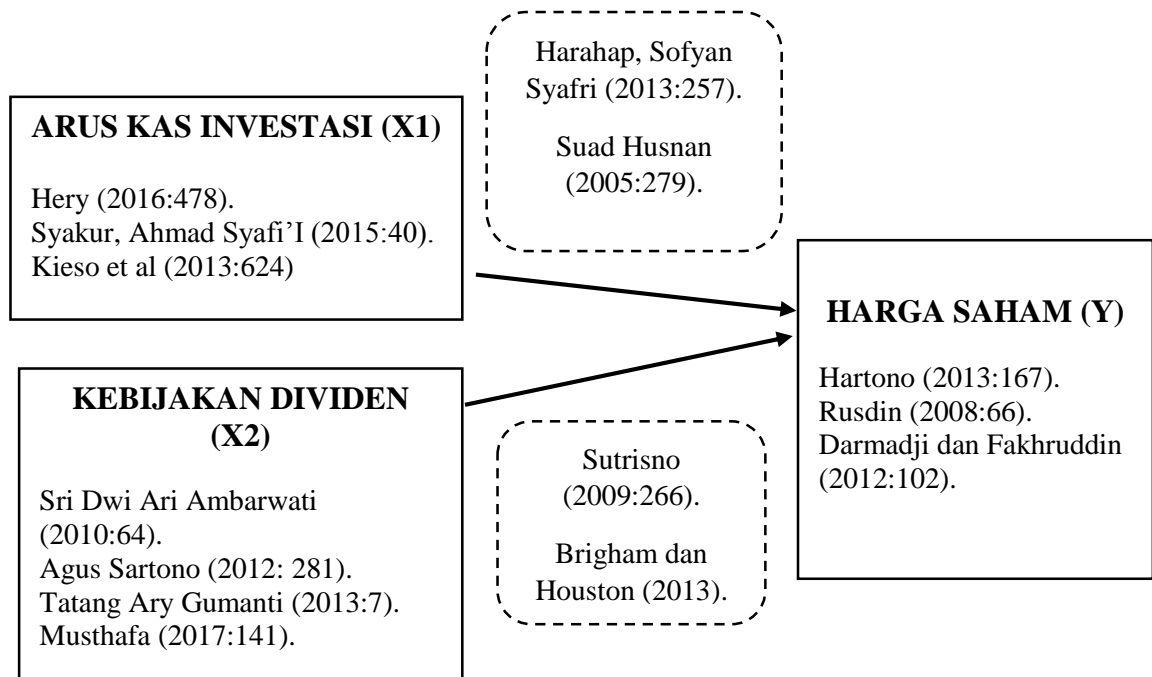 Harahap, Sofyan
Syafri (2013:257).
Suad Husnan
(2005:279).
ARUS KAS INVESTASI (X1)
Hery (2016:478).
Syakur, Ahmad Syafi’I (2015:40).
Kieso et al (2013:624)
HARGA SAHAM (Y)
Hartono (2013:167).
Rusdin (2008:66).
Darmadji dan Fakhruddin
(2012:102).
KEBIJAKAN DIVIDEN
(X2)
Sri Dwi Ari Ambarwati
(2010:64).
Agus Sartono (2012: 281).
Tatang Ary Gumanti (2013:7).
Musthafa (2017:141).
Sutrisno
(2009:266).
Brigham dan
Houston (2013).